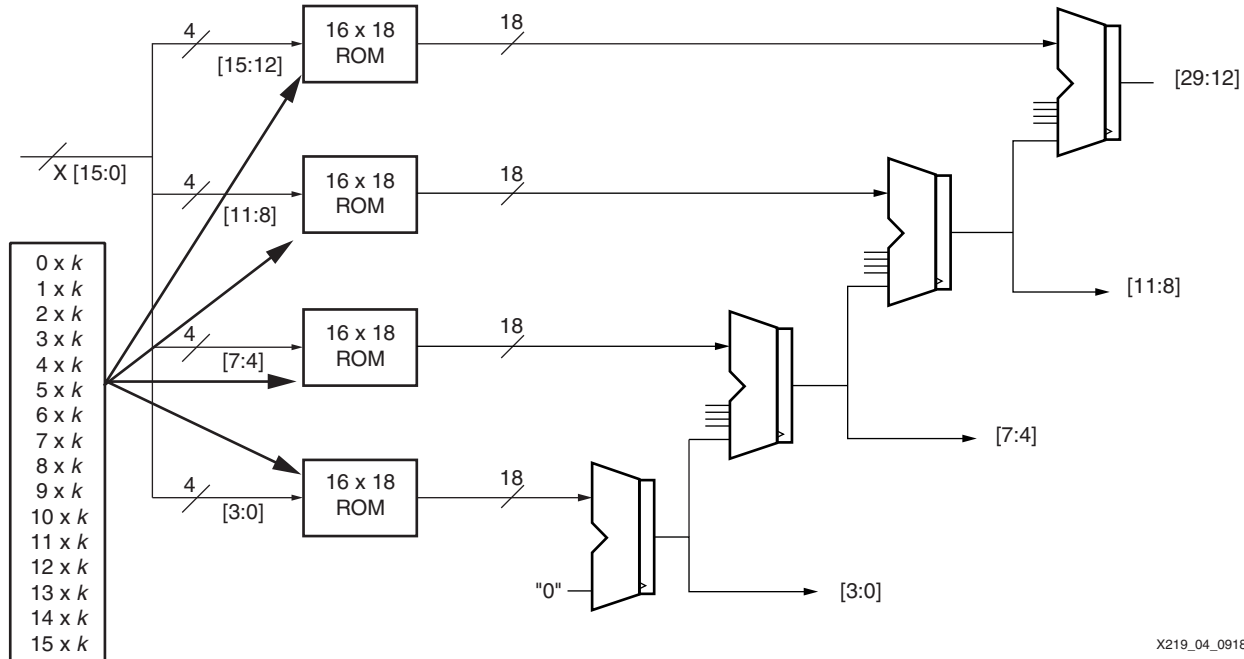 4
[15:12]
16 x 18
ROM
18
[29:12]
X [15:0]
4
[11:8]
16 x 18
ROM
18
[11:8]
4
[7:4]
16 x 18
ROM
18
[7:4]
4
[3:0]
16 x 18
ROM
18
"0"
[3:0]
0 x k
1 x k
2 x k
3 x k
4 x k
5 x k
6 x k
7 x k
8 x k
9 x k
10 x k
11 x k
12 x k
13 x k
14 x k
15 x k
X219_04_0918